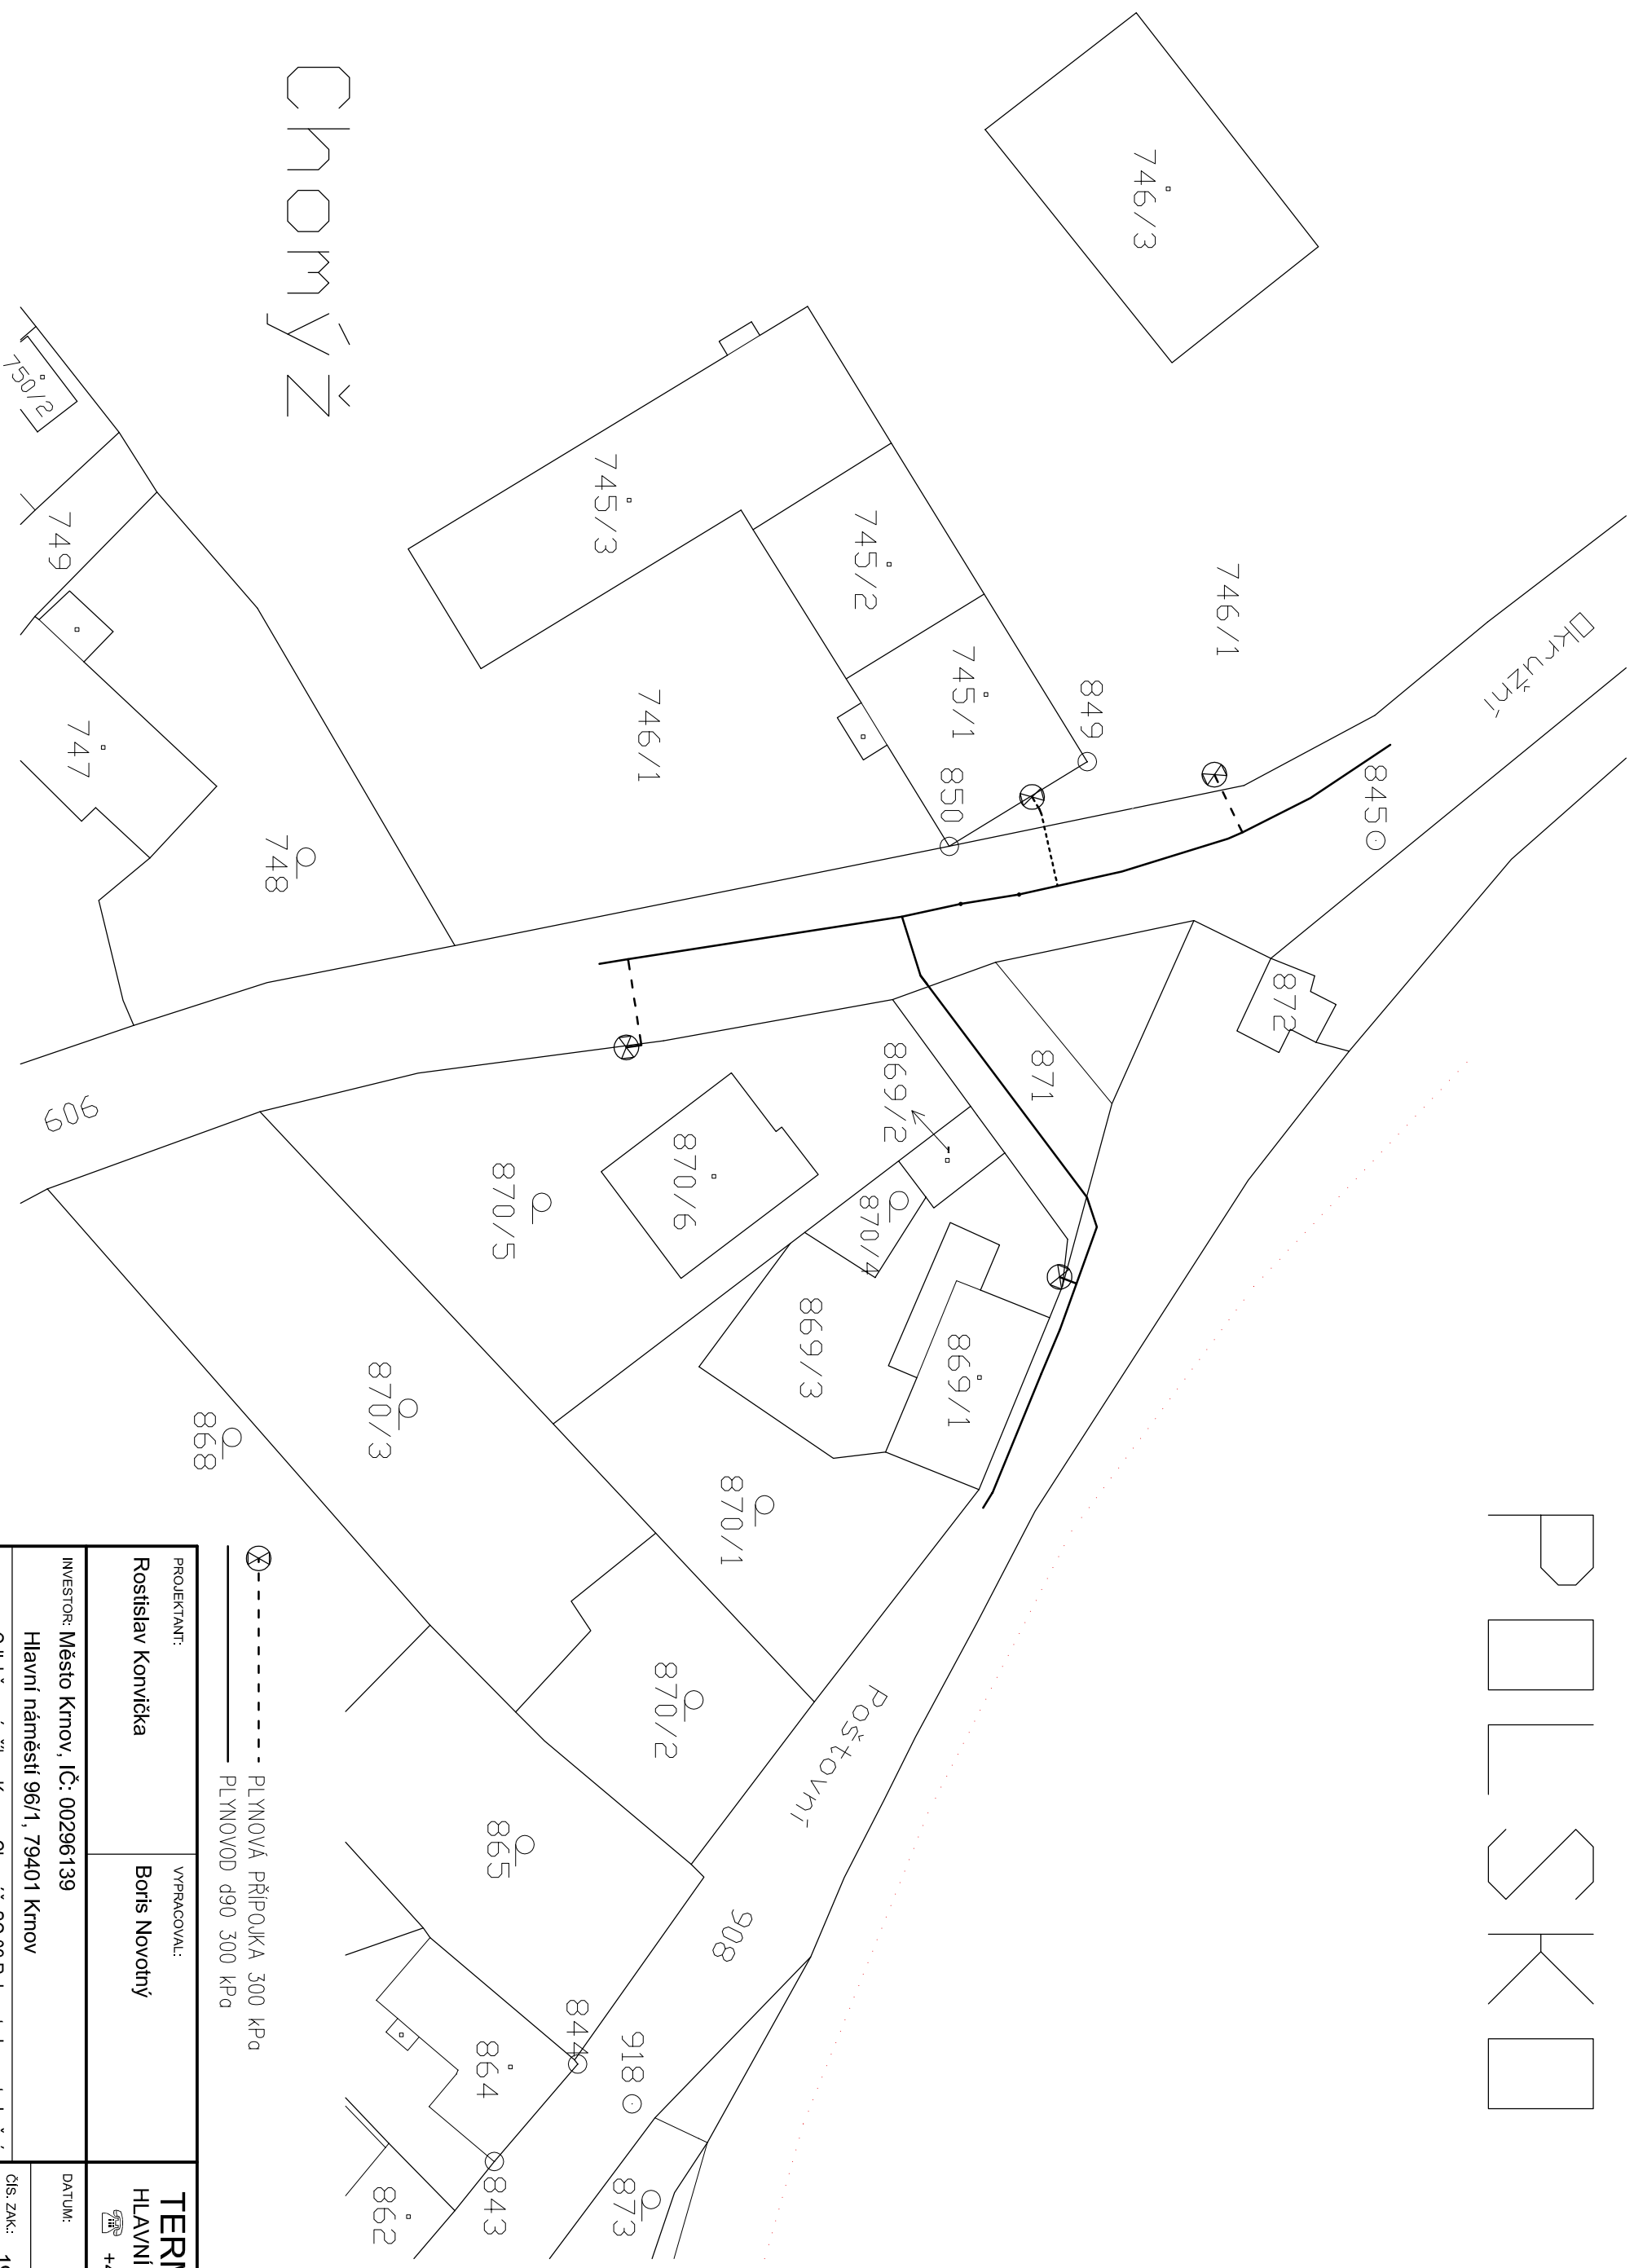 POLSKO
Chomýž
Okružní
Poštovní
746/3
746/1
849
845
745/1
850
745/2
745/3
746/1
750/2
749
747
748
872
871
869/2
870/4
870/6
870/5
869/3
869/1
909
870/3
868
870/1
870/2
865
908
844
918
864
843
873
862
PLYNOVÁ PŘÍPOJKA 300 kPa
PLYNOVOD d90 300 kPa
PROJEKTANT:
Rostislav Konvička
VYPRACOVAL:
Boris Novotný
INVESTOR: Město Krnov, IČ: 00296139
Hlavní náměstí 96/1, 79401 Krnov
HLAVNÍ
DATUM:
ČÍS. ZAK.: